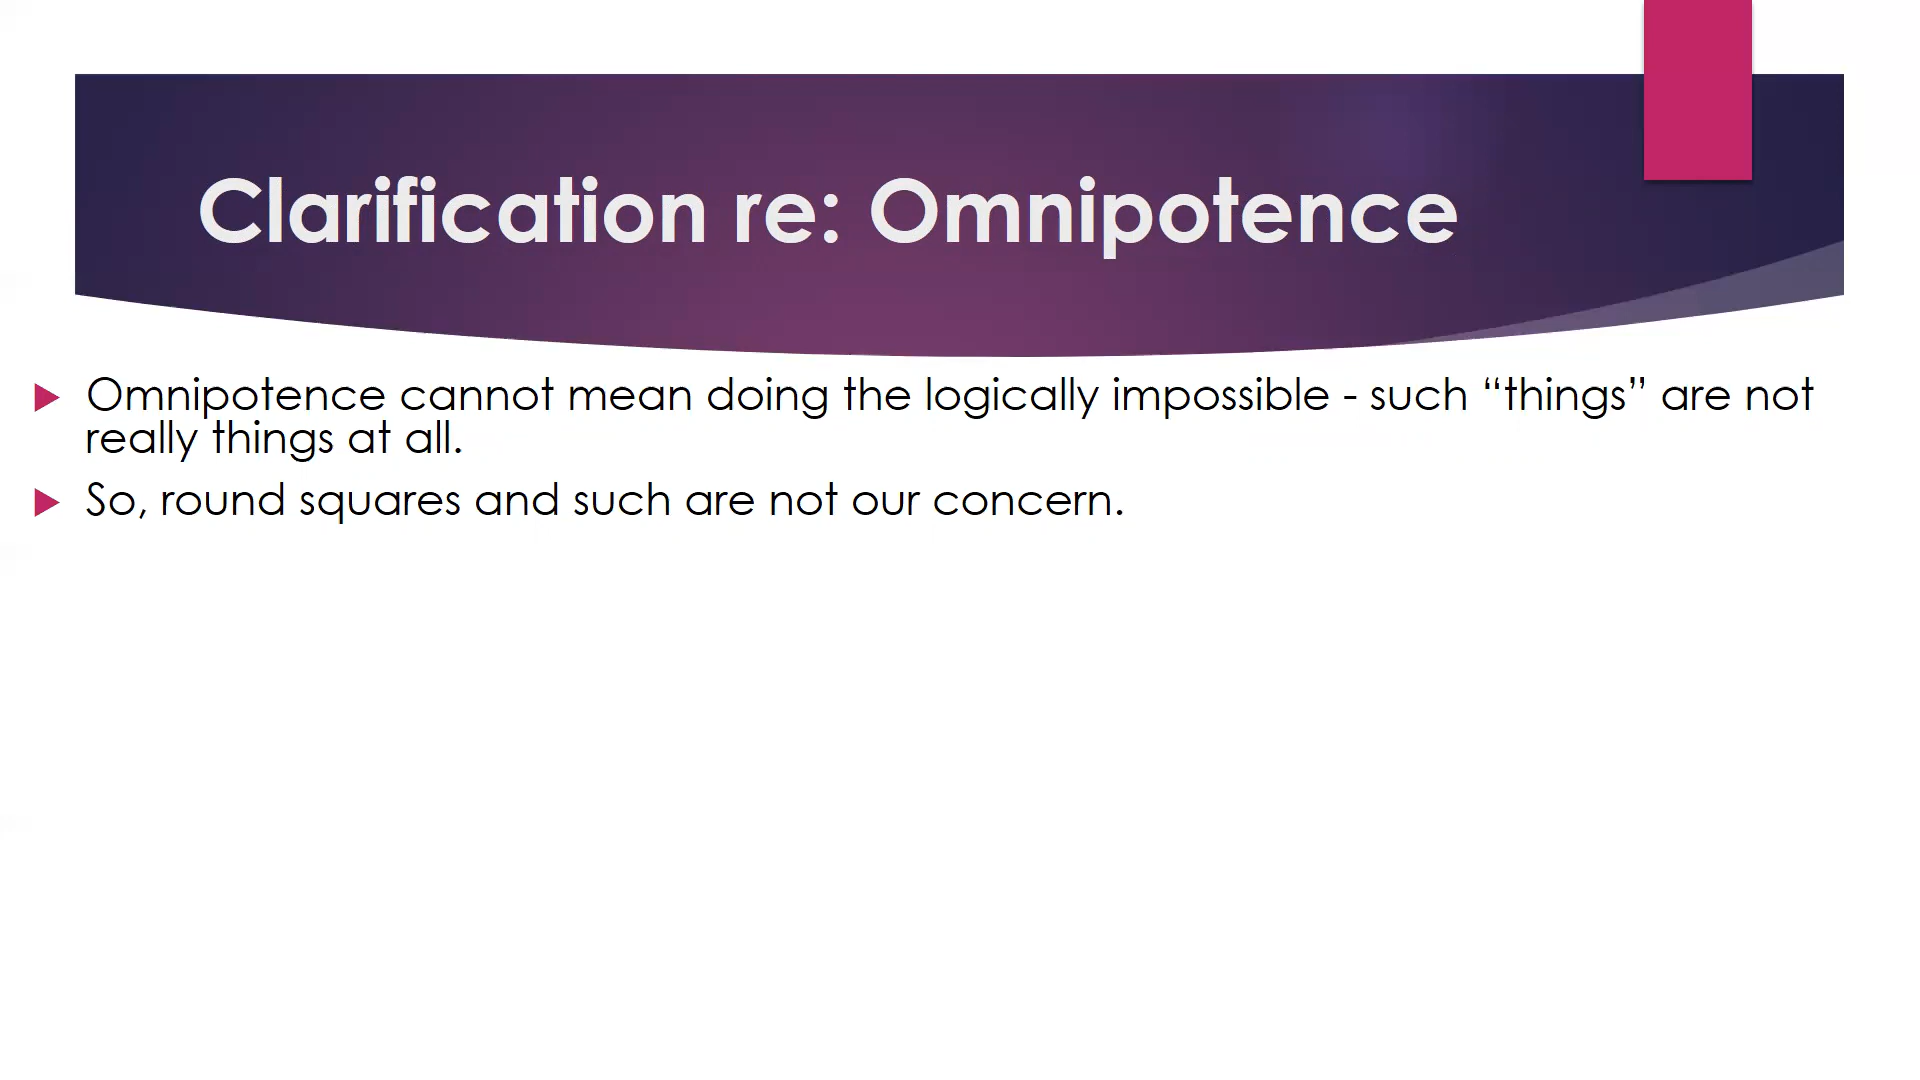 Clarification re: Omnipotence
Omnipotence cannot mean doing the logically impossible - such “things” are not
really things at all.
So, round squares and such are not our concern.